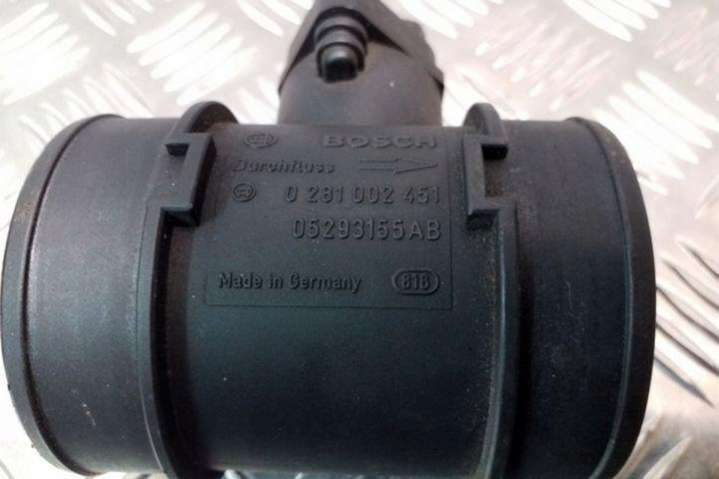 BOSCH
Durchfluss
0 281 002 451
05293155AB
Made in Germany 818